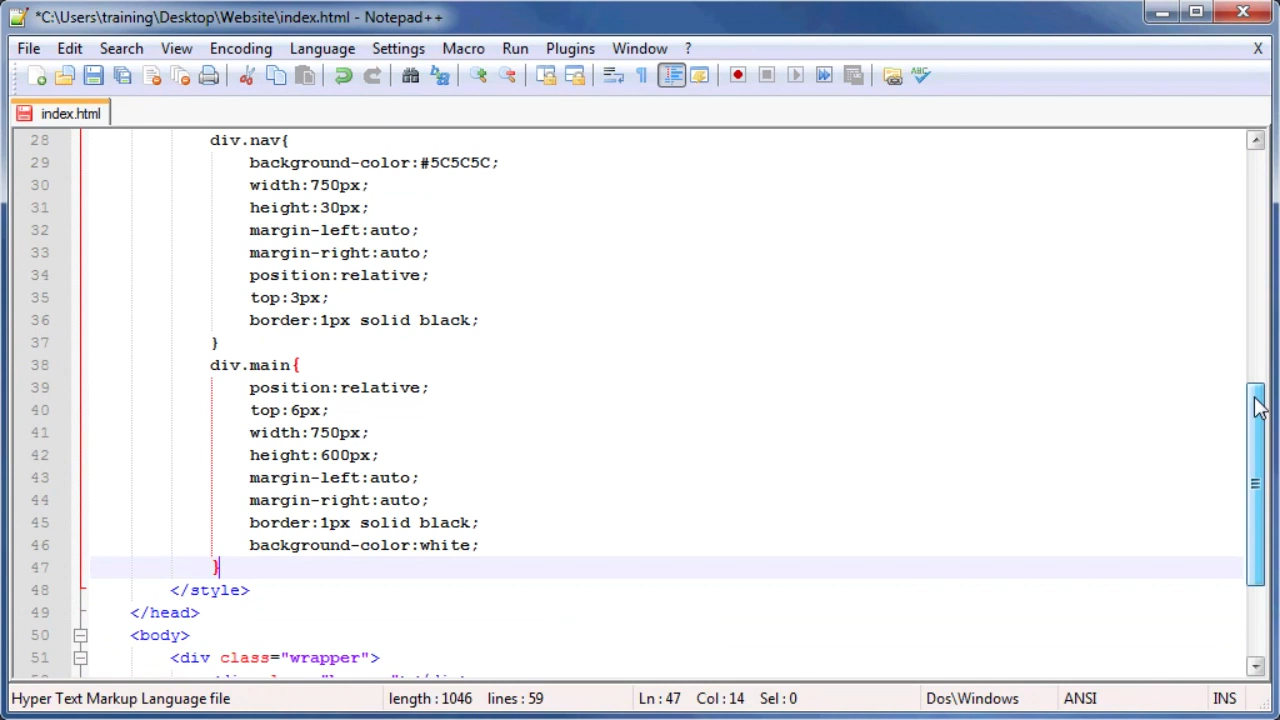 *C:\Users\training\Desktop\Website\index.html - Notepad++
File Edit Search View Encoding Language Settings Macro Run Plugins Window ? X
index.html
28 div.nav{
29 background-color:#5C5C5C;
30 width:750px;
31 height:30px;
32 margin-left:auto;
33 margin-right:auto;
34 position:relative;
35 top:3px;
36 border:1px solid black;
37 }
38 div.main{
39 position:relative;
40 top:6px;
41 width:750px;
42 height:600px;
43 margin-left:auto;
44 margin-right:auto;
45 border:1px solid black;
46 background-color:white;
47 }
48 </style>
49 </head>
50 <body>
51 <div class="wrapper">
Hyper Text Markup Language file length : 1046 lines : 59 Ln : 47 Col : 14 Sel : 0 Dos\Windows ANSI INS